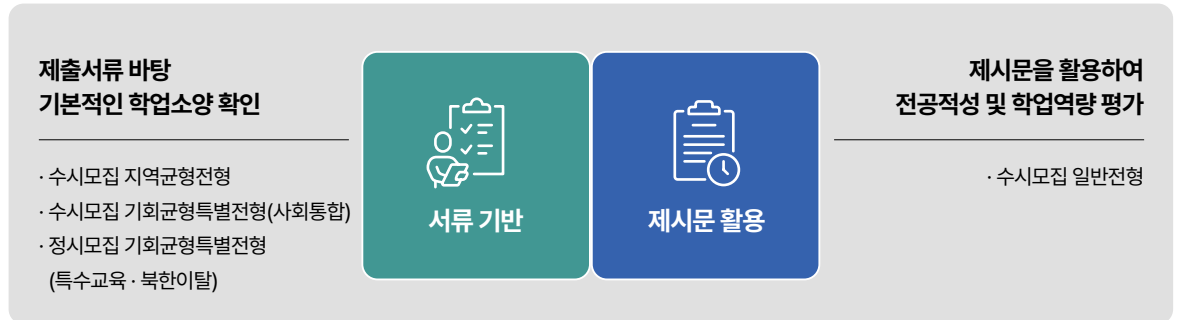 제출서류 바탕
기본적인 학업소양 확인
· 수시모집 지역균형전형
· 수시모집 기회균형특별전형(사회통합)
· 정시모집 기회균형특별전형
(특수교육 · 북한이탈)
서류 기반
제시문 활용
제시문을 활용하여
전공적성 및 학업역량 평가
· 수시모집 일반전형